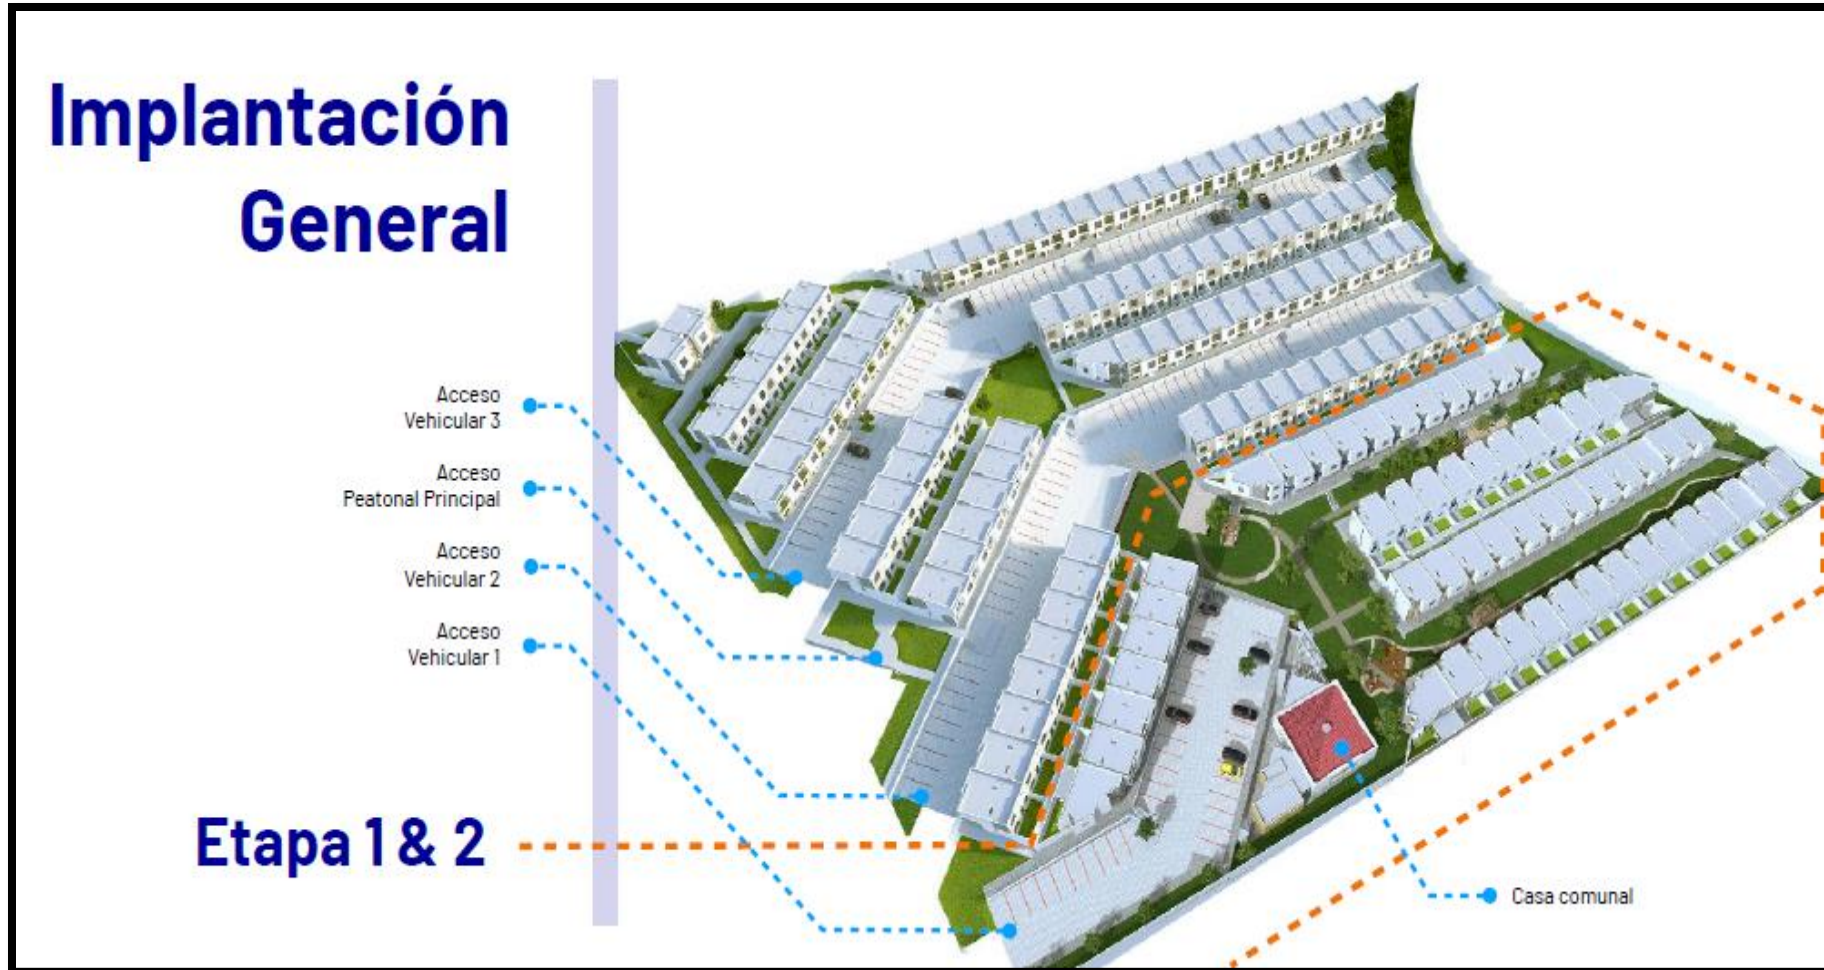 Implantación
General
Acceso
Vehicular 3
Acceso
Peatonal Principal
Acceso
Vehicular 2
Acceso
Vehicular 1
Etapa 1 & 2
Casa comunal